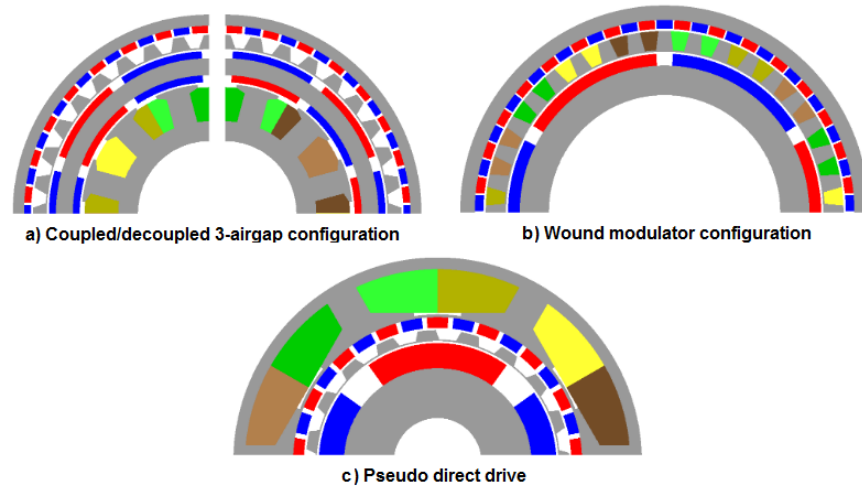 a) Coupled/decoupled 3-airgap configuration
b) Wound modulator configuration
c) Pseudo direct drive